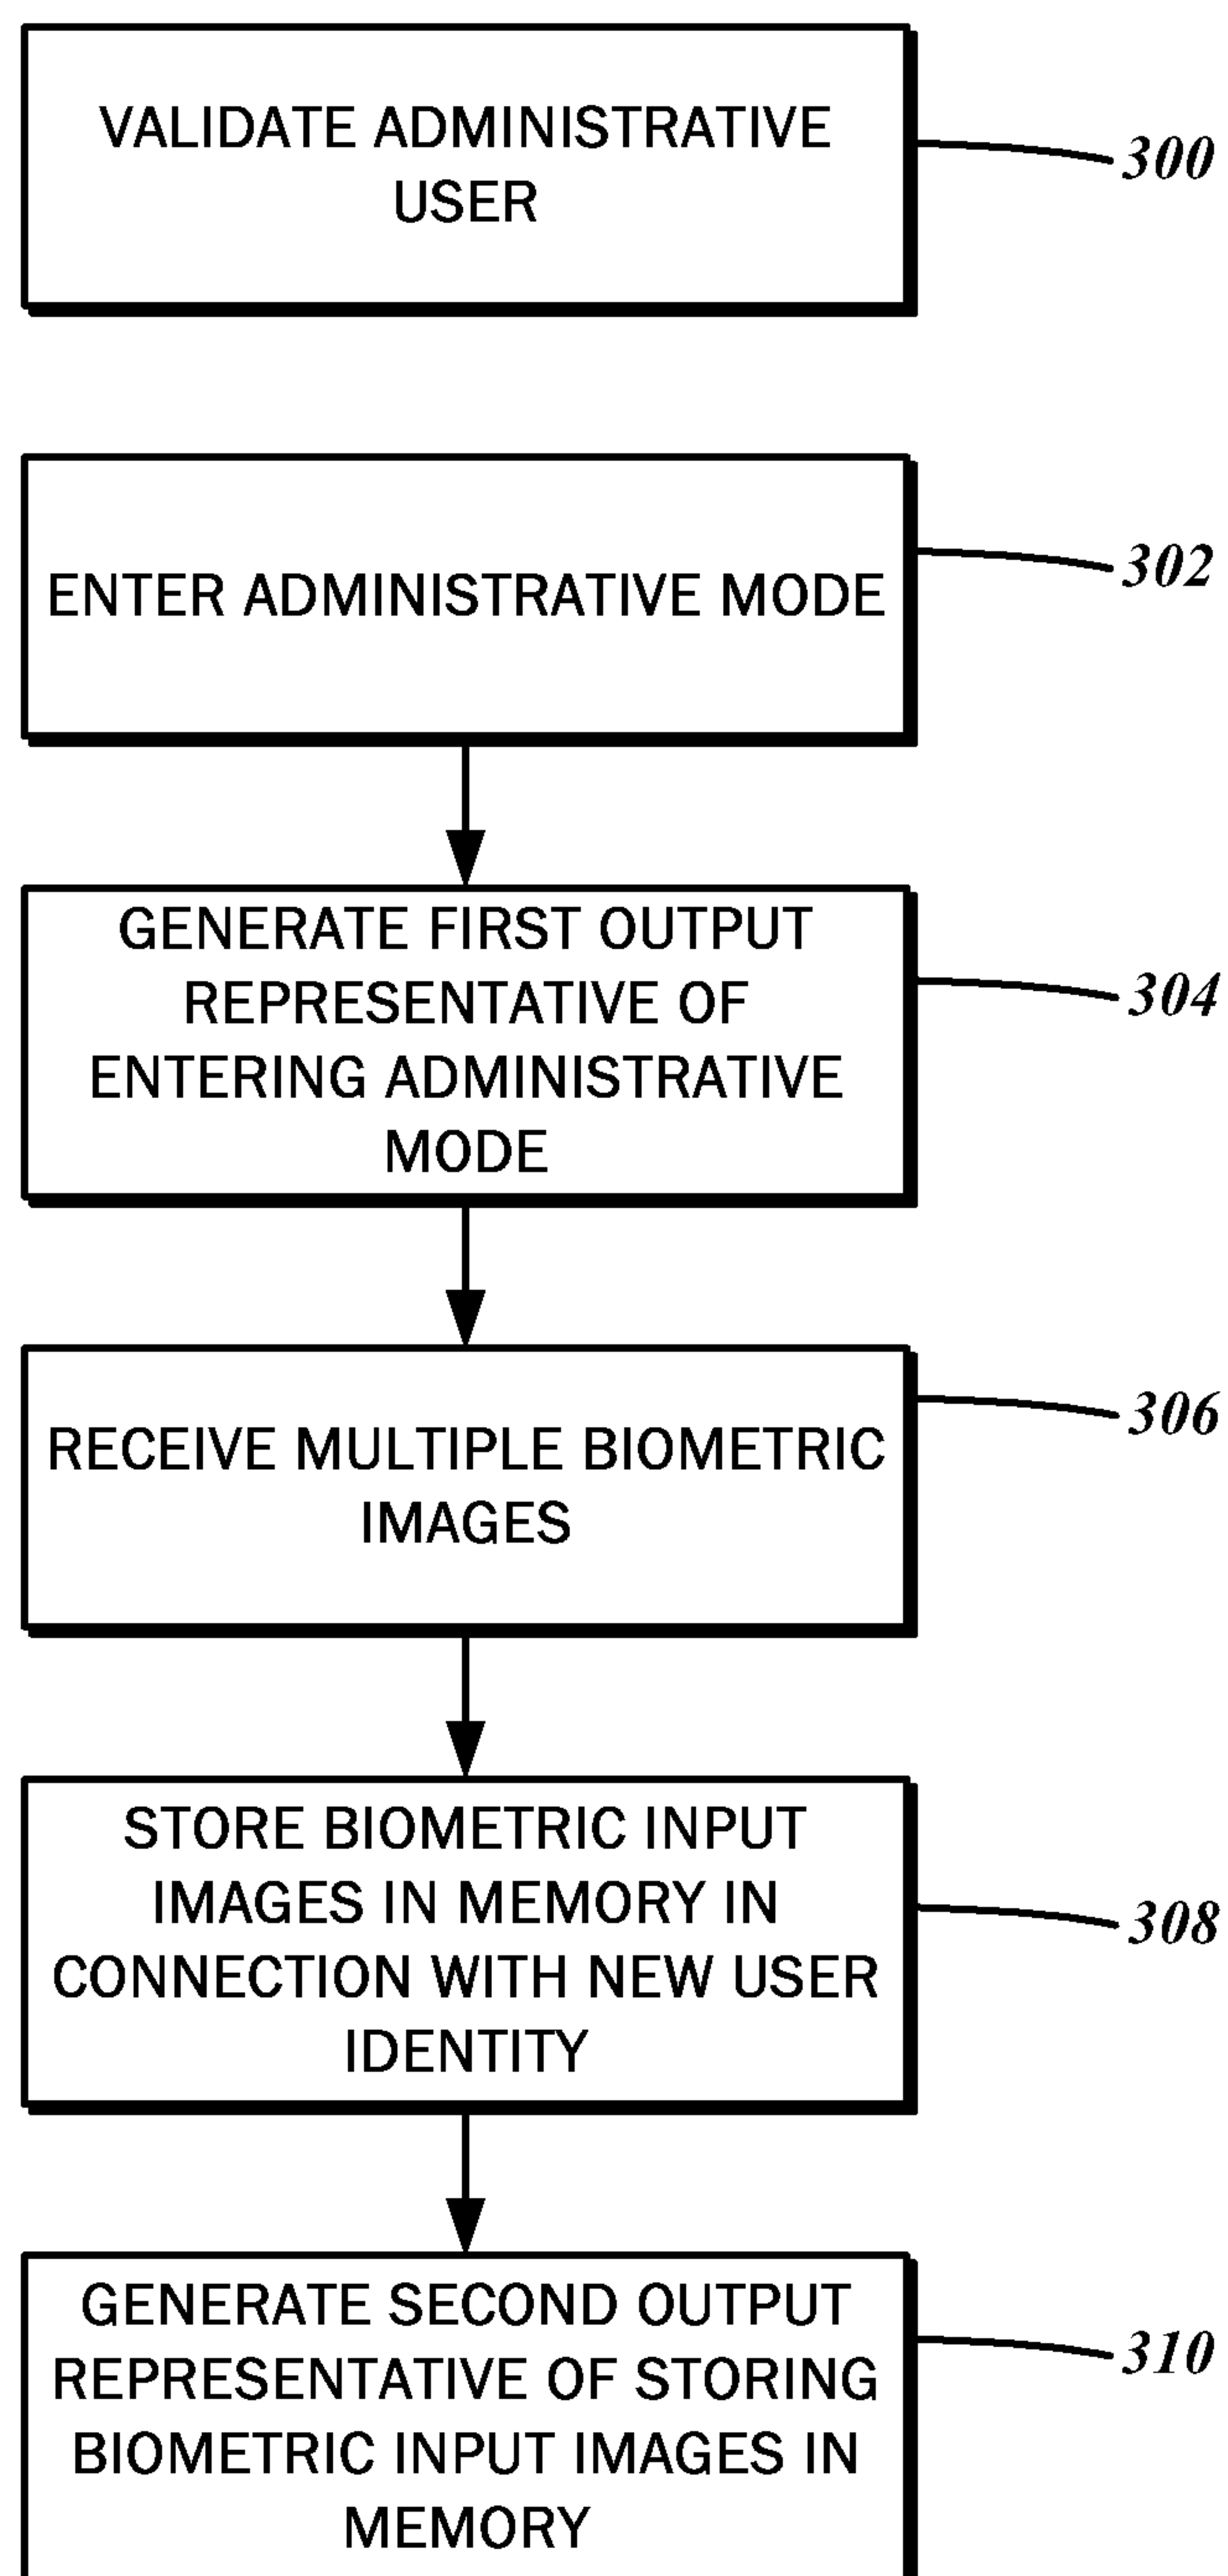 VALIDATE ADMINISTRATIVE
USER
300
ENTER ADMINISTRATIVE MODE
302
GENERATE FIRST OUTPUT
REPRESENTATIVE OF
ENTERING ADMINISTRATIVE
MODE
304
RECEIVE MULTIPLE BIOMETRIC
IMAGES
306
STORE BIOMETRIC INPUT
IMAGES IN MEMORY IN
CONNECTION WITH NEW USER
IDENTITY
308
GENERATE SECOND OUTPUT
REPRESENTATIVE OF STORING
BIOMETRIC INPUT IMAGES IN
MEMORY
310